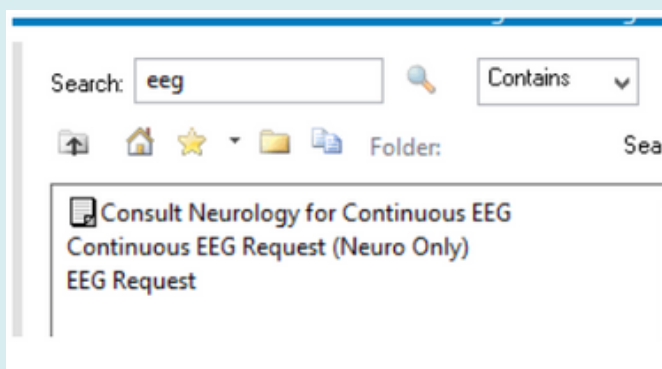 Search: eeg Contains
Folder: Sea
Consult Neurology for Continuous EEG
Continuous EEG Request (Neuro Only)
EEG Request